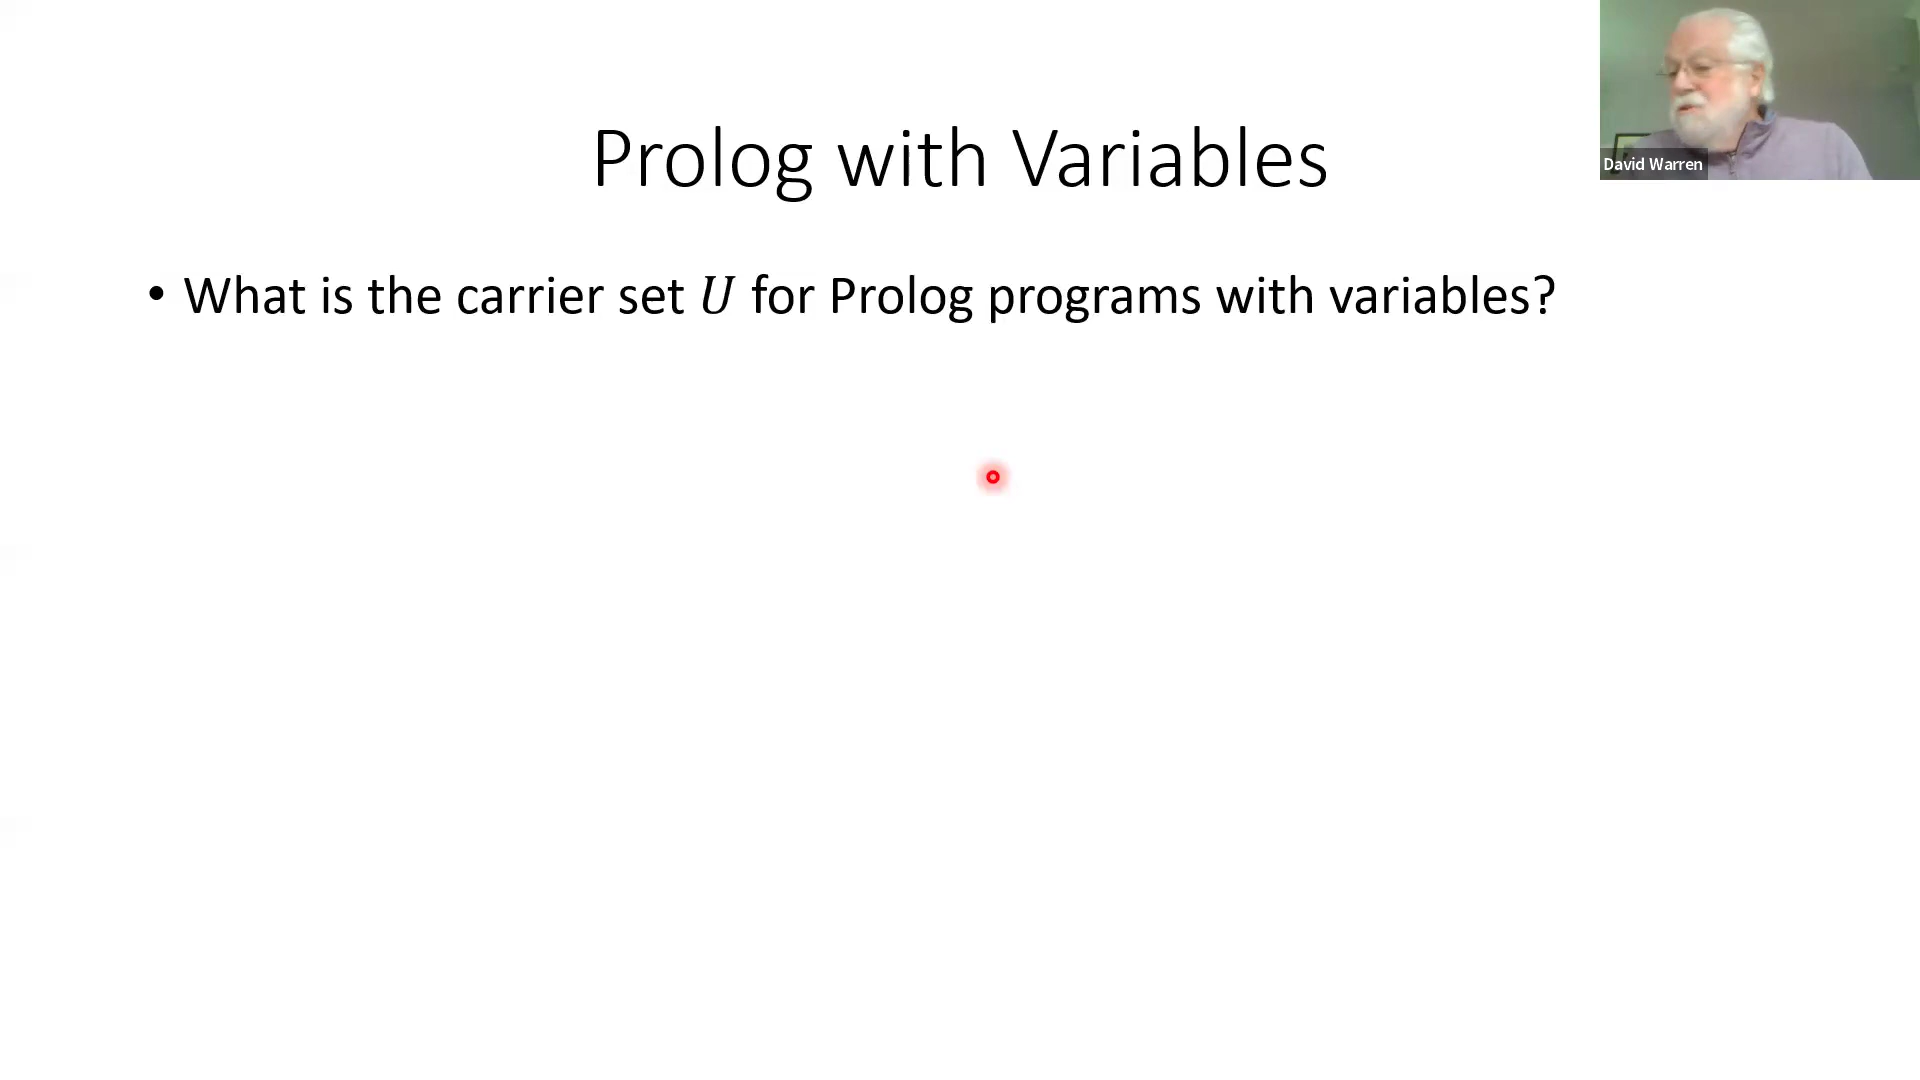 Prolog with Variables
David Warren
• What is the carrier set U for Prolog programs with variables?